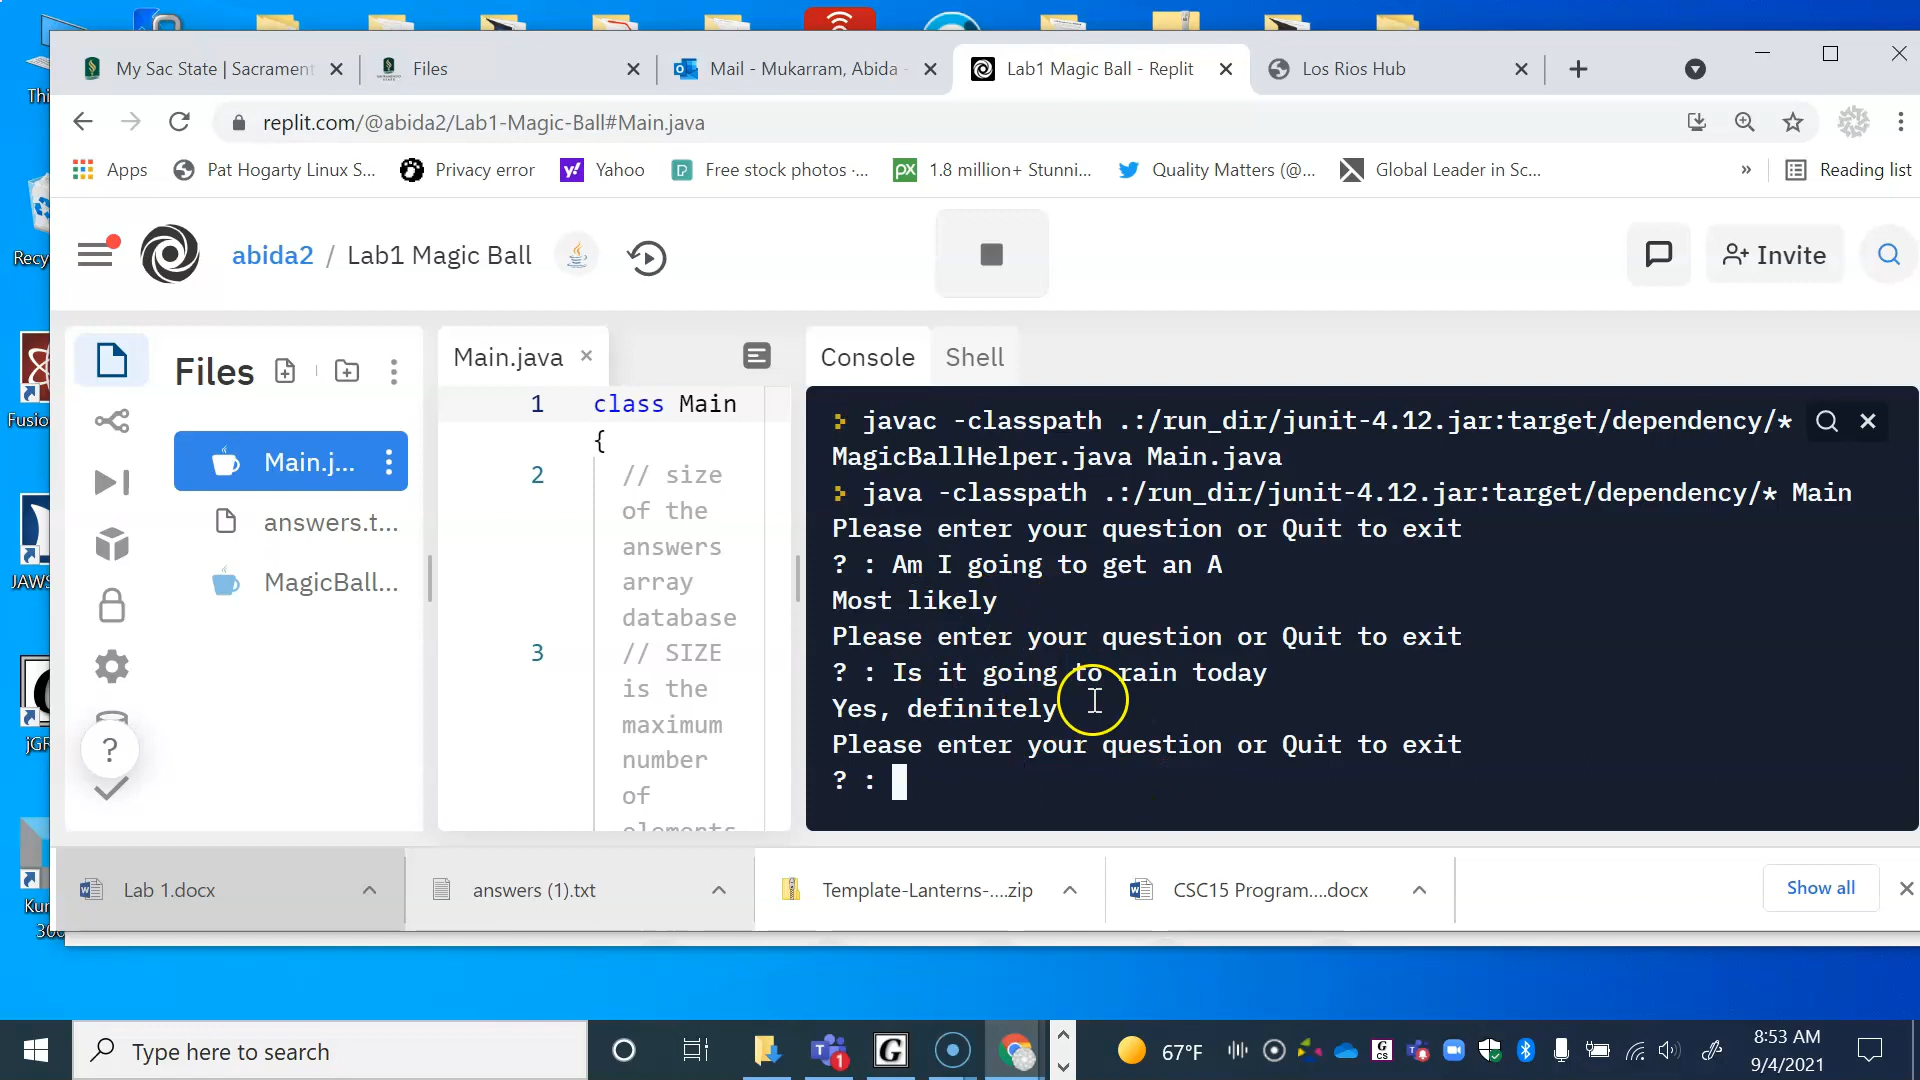 My Sac State | Sacrament
Files
Mail - Mukarram, Abida -
Lab1 Magic Ball - Replit
Los Rios Hub
replit.com/@abida2/Lab1-Magic-Ball#Main.java
Apps
Pat Hogarty Linux S...
Privacy error
Yahoo
Free stock photos ·...
1.8 million+ Stunni...
Quality Matters (@...
Global Leader in Sc...
»
Reading list
abida2 / Lab1 Magic Ball
Invite
Files
Main.j...
answers.t...
MagicBall...
Main.java
1 class Main
{
2 // size
of the
answers
array
database
3 // SIZE
is the
maximum
number
of
elements
Console
Shell
javac -classpath .:/run_dir/junit-4.12.jar:target/dependency/*
MagicBallHelper.java Main.java
java -classpath .:/run_dir/junit-4.12.jar:target/dependency/* Main
Please enter your question or Quit to exit
? : Am I going to get an A
Most likely
Please enter your question or Quit to exit
? : Is it going to rain today
Yes, definitely
Please enter your question or Quit to exit
? :
?
Thi
Recy
Fusio
JAWS
jGR
Kur
300
Lab 1.docx
answers (1).txt
Template-Lanterns-....zip
CSC15 Program....docx
Show all
Type here to search
67°F
8:53 AM
9/4/2021